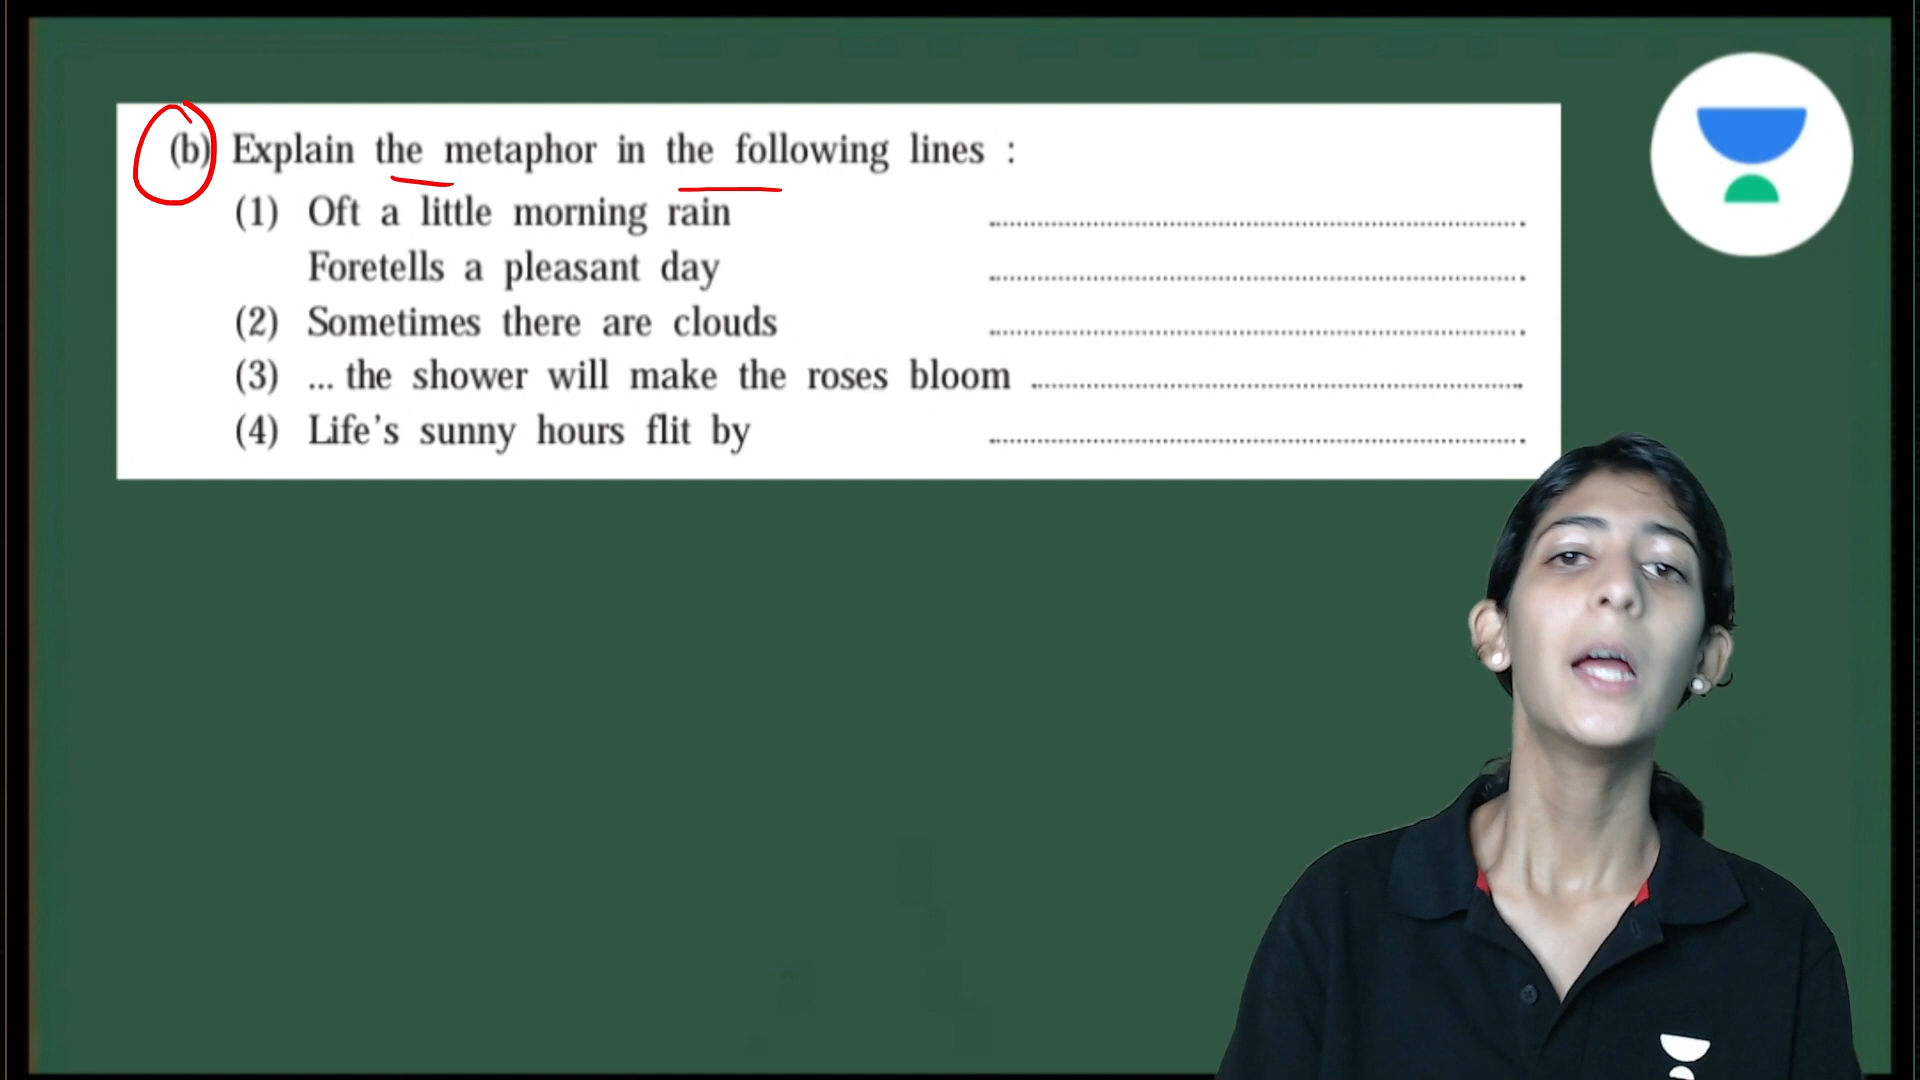 (b) Explain the metaphor in the following lines :
(1) Oft a little morning rain
Foretells a pleasant day
(2) Sometimes there are clouds
(3) ... the shower will make the roses bloom
(4) Life's sunny hours flit by